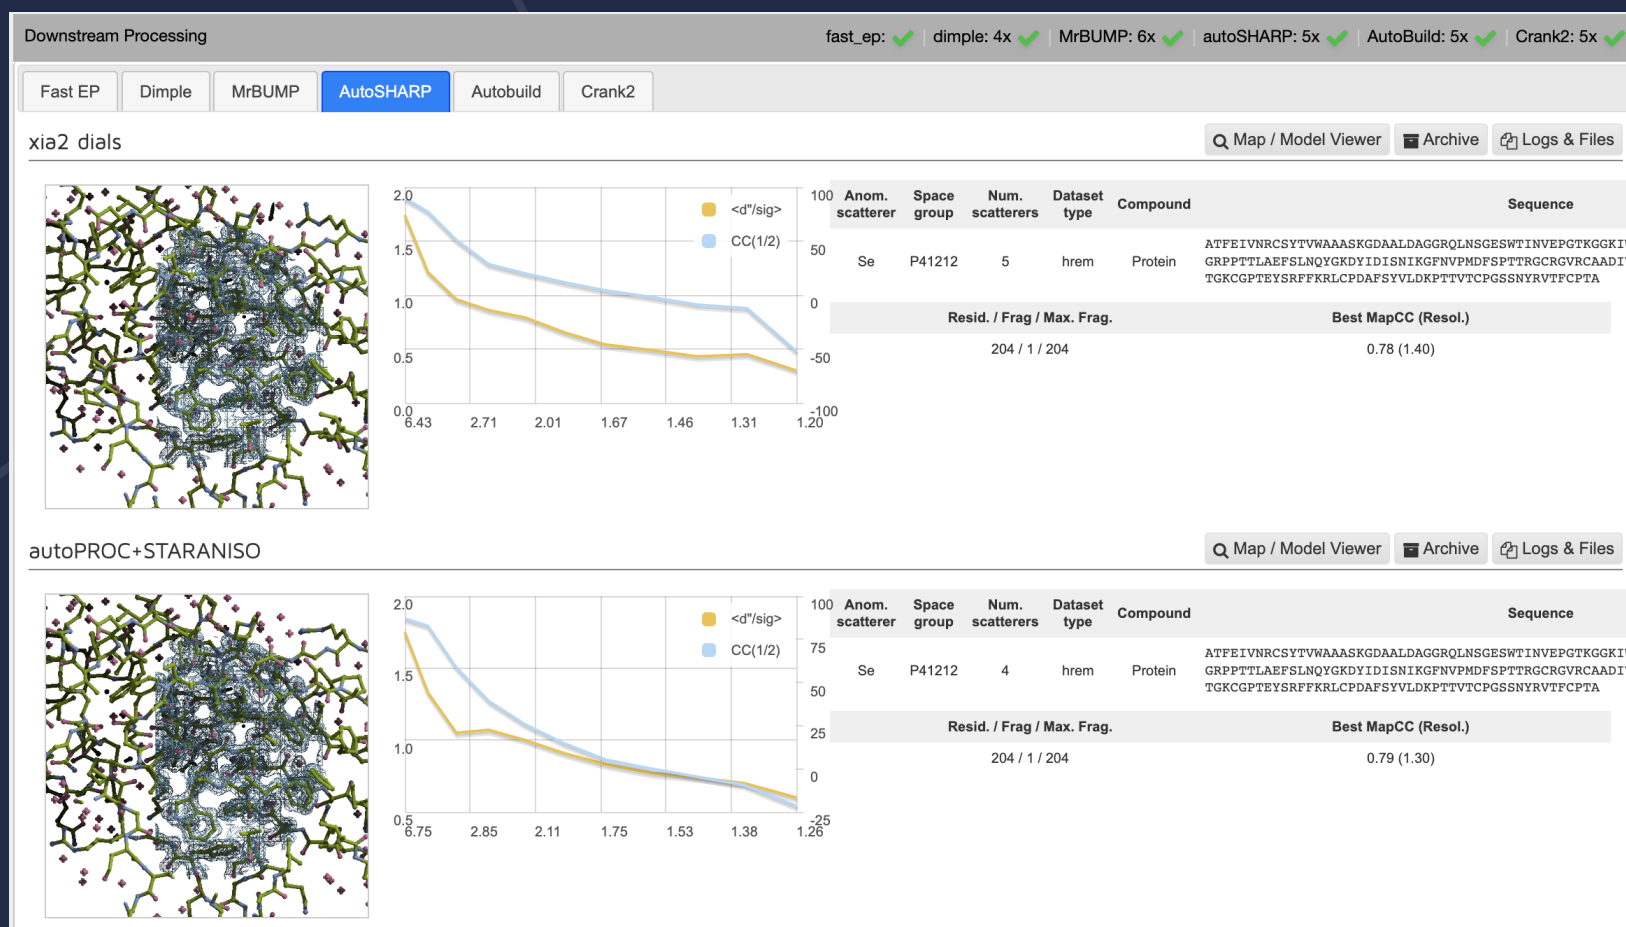 Downstream Processing fast_ep: dimple: 4x MrBUMP: 6x autoSHARP: 5x AutoBuild: 5x Crank2: 5x
Fast EP Dimple MrBUMP AutoSHARP Autobuild Crank2
xia2 dials Map / Model Viewer Archive Logs & Files
2.0
1.5
1.0
0.5
0.0
<d"/sig>
CC(1/2)
100
50
0
-50
-100
6.43 2.71 2.01 1.67 1.46 1.31 1.20
Anom. scatterer Space group Num. scatterers Dataset type Compound Sequence
Se P41212 5 hrem Protein
ATFEIVNRCSYTVWAAASKGDAALDAGGRQLNSGESWTINVEPGTKGGKI
GRPPTTLAEFSLNQYGKDYIDISNIKGFNVPMDFSPTTRGCRGVRCAADI
TGKCGPTEYSRFFKRLCPDAFSYVLDKPTTVTCPGSSNYRVTFCPTA
Resid. / Frag / Max. Frag. Best MapCC (Resol.)
204 / 1 / 204 0.78 (1.40)
autoPROC+STARANISO Map / Model Viewer Archive Logs & Files
2.0
1.5
1.0
0.5
<d"/sig>
CC(1/2)
100
75
50
25
0
-25
6.75 2.85 2.11 1.75 1.53 1.38 1.26
Anom. scatterer Space group Num. scatterers Dataset type Compound Sequence
Se P41212 4 hrem Protein
ATFEIVNRCSYTVWAAASKGDAALDAGGRQLNSGESWTINVEPGTKGGKI
GRPPTTLAEFSLNQYGKDYIDISNIKGFNVPMDFSPTTRGCRGVRCAADI
TGKCGPTEYSRFFKRLCPDAFSYVLDKPTTVTCPGSSNYRVTFCPTA
Resid. / Frag / Max. Frag. Best MapCC (Resol.)
204 / 1 / 204 0.79 (1.30)